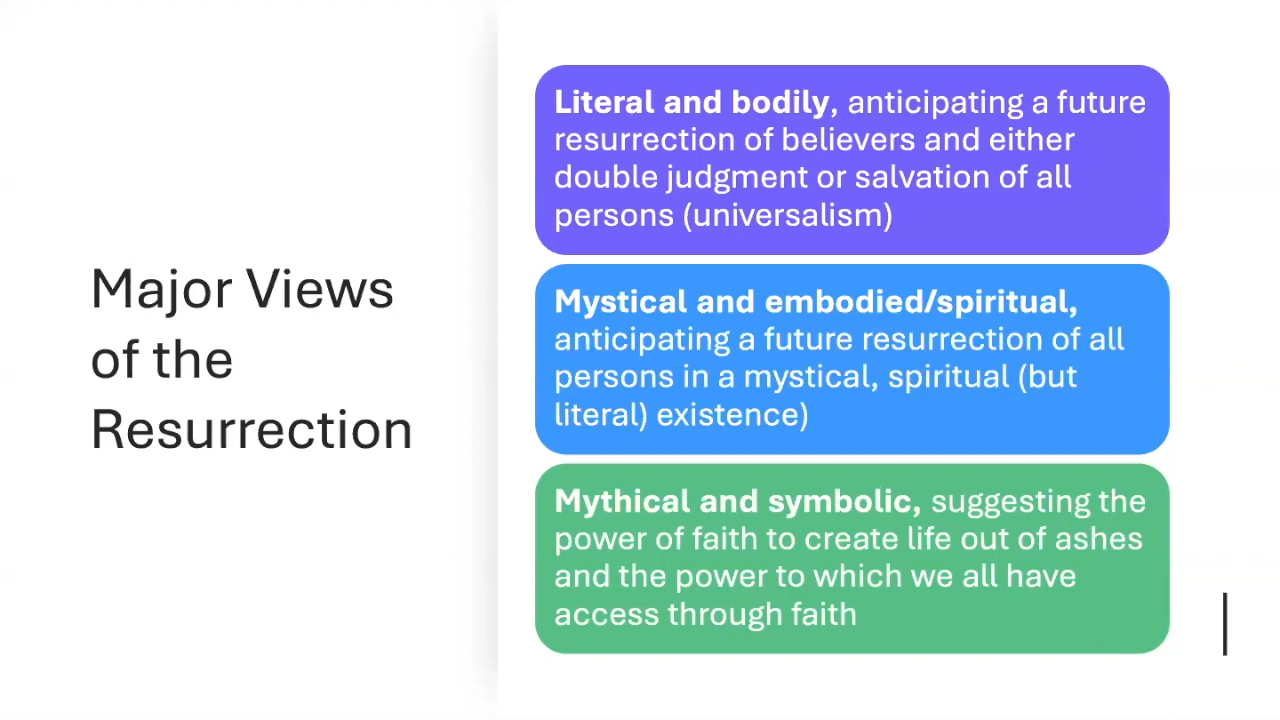 Major Views
of the
Resurrection
Literal and bodily, anticipating a future
resurrection of believers and either
double judgment or salvation of all
persons (universalism)
Mystical and embodied/spiritual,
anticipating a future resurrection of all
persons in a mystical, spiritual (but
literal) existence)
Mythical and symbolic, suggesting the
power of faith to create life out of ashes
and the power to which we all have
access through faith